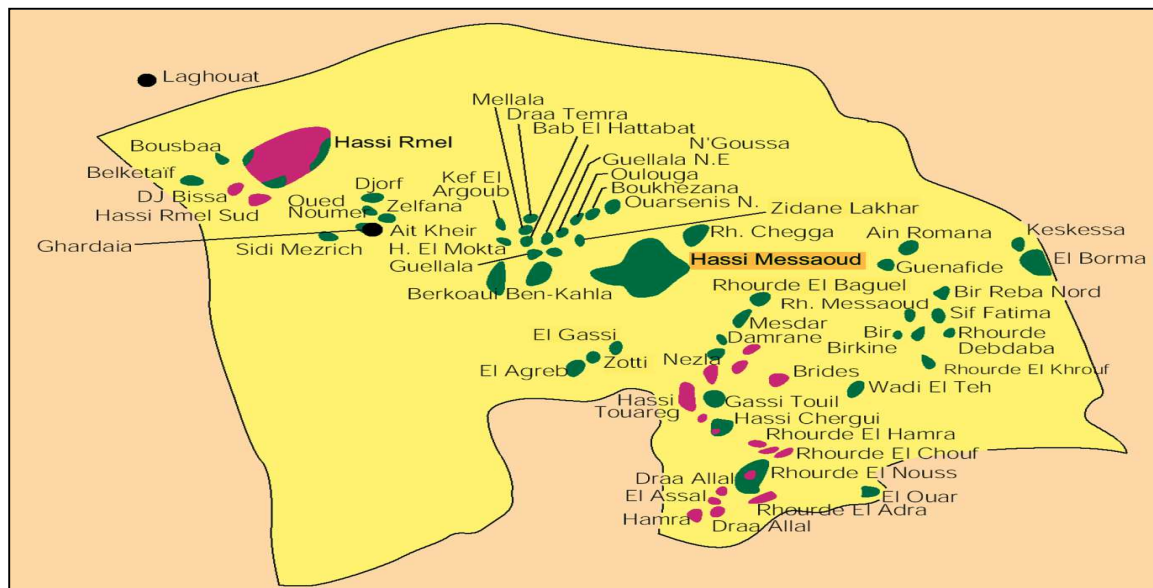 Laghouat
Mellala
Draa Temra
Bab El Hattabat
N'Goussa
Bousbaa
Hassi Rmel
Guellala N.E
Belketaïf
Kef El
Argoub
Oulouga
Djorf
Boukhezana
DJ Bissa
Oued
Noumer
Zelfana
Ouarsenis N.
Zidane Lakhar
Hassi Rmel Sud
Ait Kheir
Rh. Chegga
Ain Romana
Keskessa
Ghardaia
Sidi Mezrich
H. El Mokta
Guellala
Hassi Messaoud
Guenafide
El Borma
Berkoaui Ben-Kahla
Rhourde El Baguel
Rh. Messaoud
Bir Reba Nord
Mesdar
Sif Fatima
El Gassi
Damrane
Bir
Birkine
Rhourde
Debdaba
Zotti
Nezla
El Agreb
Brides
Rhourde El Khrouf
Wadi El Teh
Hassi
Touareg
Gassi Touil
Hassi Chergui
Rhourde El Hamra
Rhourde El Chouf
Draa Allal
Rhourde El Nouss
El Assal
El Ouar
Hamra
Rhourde El Adra
Draa Allal